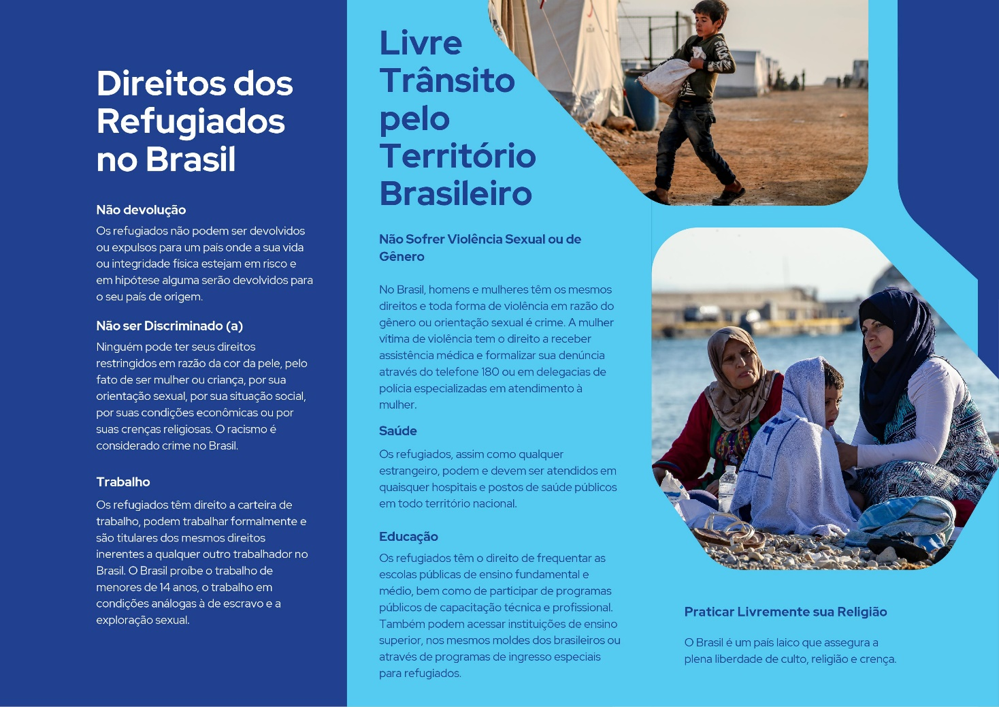 Direitos dos
Refugiados
no Brasil
Não devolução
Os refugiados não podem ser devolvidos
ou expulsos para um país onde a sua vida
ou integridade física estejam em risco e
em hipótese alguma serão devolvidos para
o seu país de origem.
Não ser Discriminado (a)
Ninguém pode ter seus direitos
restringidos em razão da cor da pele, pelo
fato de ser mulher ou criança, por sua
orientação sexual, por sua situação social,
por suas condições econômicas ou por
suas crenças religiosas. O racismo é
considerado crime no Brasil.
Trabalho
Os refugiados têm direito a carteira de
trabalho, podem trabalhar formalmente e
são titulares dos mesmos direitos
inerentes a qualquer outro trabalhador no
Brasil. O Brasil proíbe o trabalho de
menores de 14 anos, o trabalho em
condições análogas à de escravo e a
exploração sexual.
Livre
Trânsito
pelo
Território
Brasileiro
Não Sofrer Violência Sexual ou de
Gênero
No Brasil, homens e mulheres têm os mesmos
direitos e toda forma de violência em razão do
gênero ou orientação sexual é crime. A mulher
vítima de violência tem o direito a receber
assistência médica e formalizar sua denúncia
através do telefone 180 ou em delegacias de
polícia especializadas em atendimento à
mulher.
Saúde
Os refugiados, assim como qualquer
estrangeiro, podem e devem ser atendidos em
quaisquer hospitais e postos de saúde públicos
em todo território nacional.
Educação
Os refugiados têm o direito de frequentar as
escolas públicas de ensino fundamental e
médio, bem como de participar de programas
públicos de capacitação técnica e profissional.
Também podem acessar instituições de ensino
superior, nos mesmos moldes dos brasileiros ou
através de programas de ingresso especiais
para refugiados.
Praticar Livremente sua Religião
O Brasil é um país laico que assegura a
plena liberdade de culto, religião e crença.